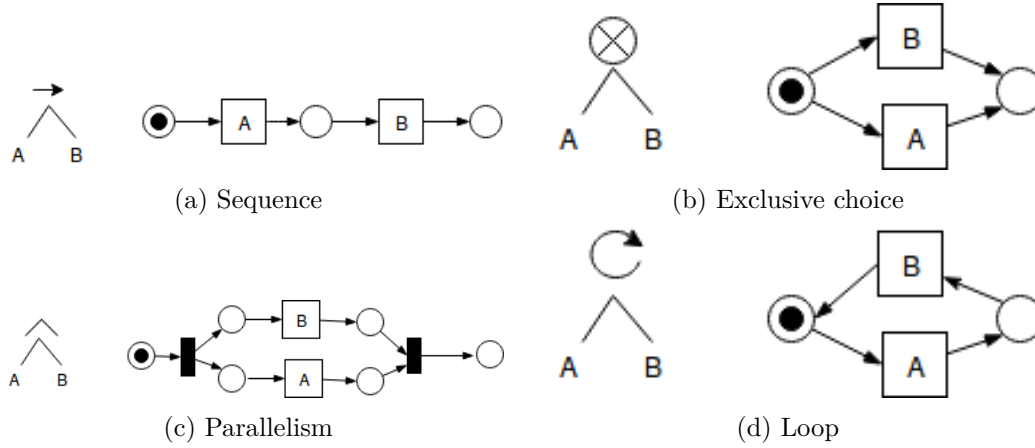 A B
A
B
(a) Sequence
A B
B
A
(b) Exclusive choice
A B
B
A
(c) Parallelism
A B
B
A
(d) Loop